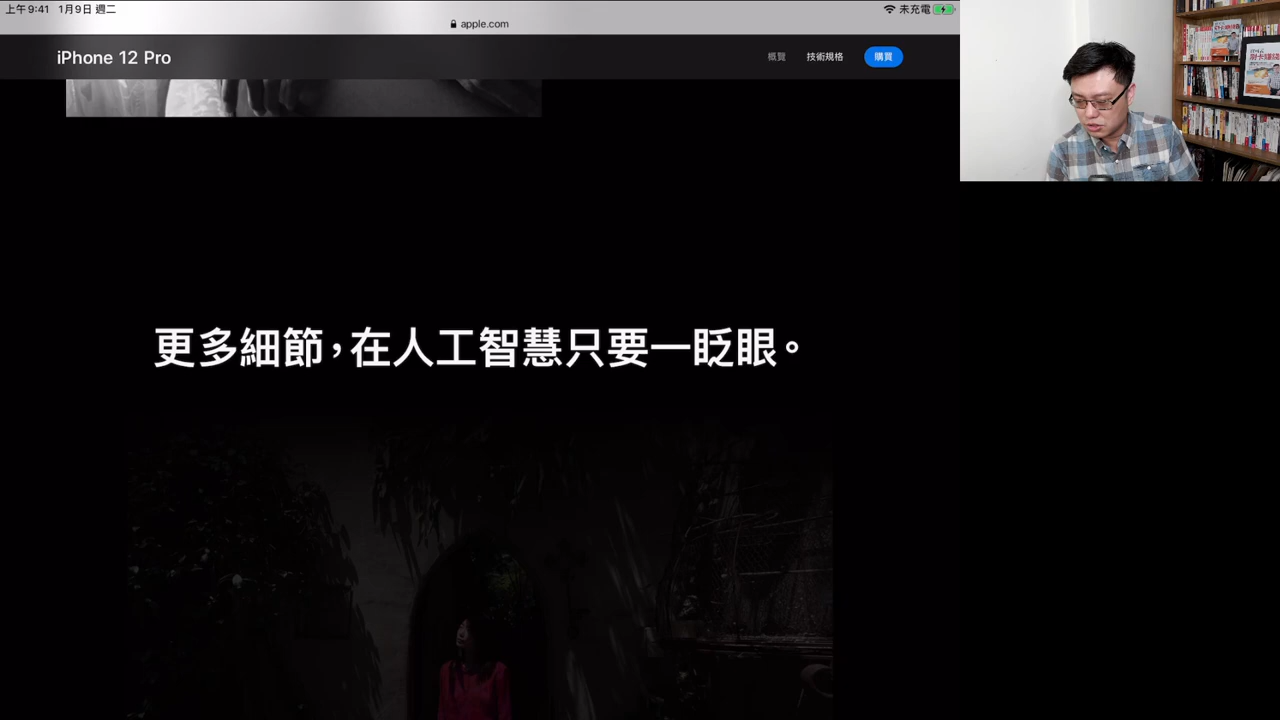 上午9:41 1月9日 週二
未充電
apple.com
iPhone 12 Pro
概覽
技術規格
購買
更多細節,在人工智慧只要一眨眼。